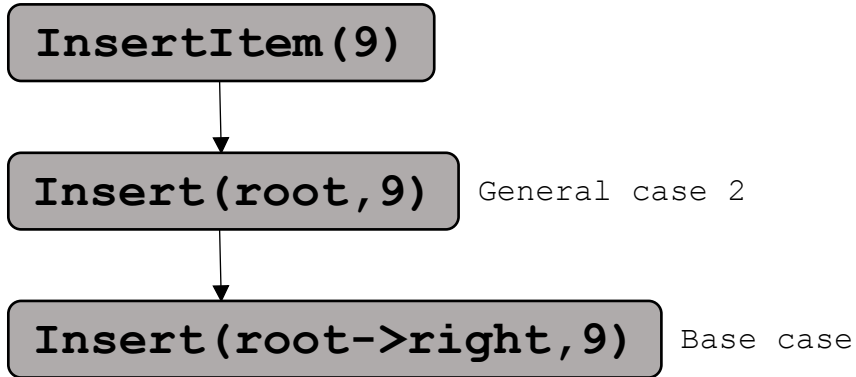 InsertItem(9)
Insert(root,9) General case 2
Insert(root->right,9) Base case